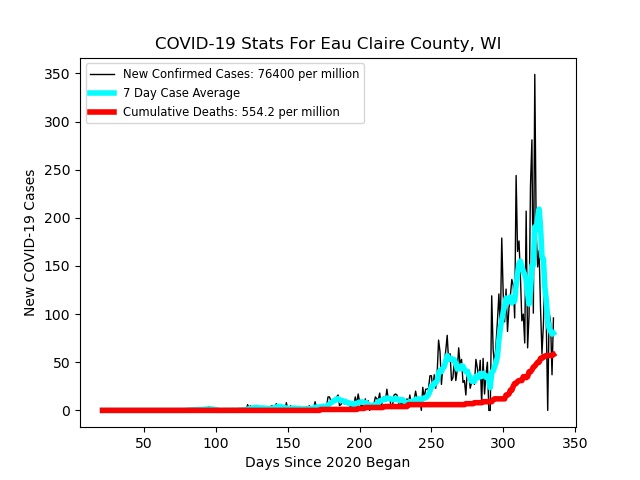 COVID-19 Stats For Eau Claire County, WI
New Confirmed Cases: 76400 per million
7 Day Case Average
Cumulative Deaths: 554.2 per million
New COVID-19 Cases
350
300
250
200
150
100
50
0
50 100 150 200 250 300 350
Days Since 2020 Began